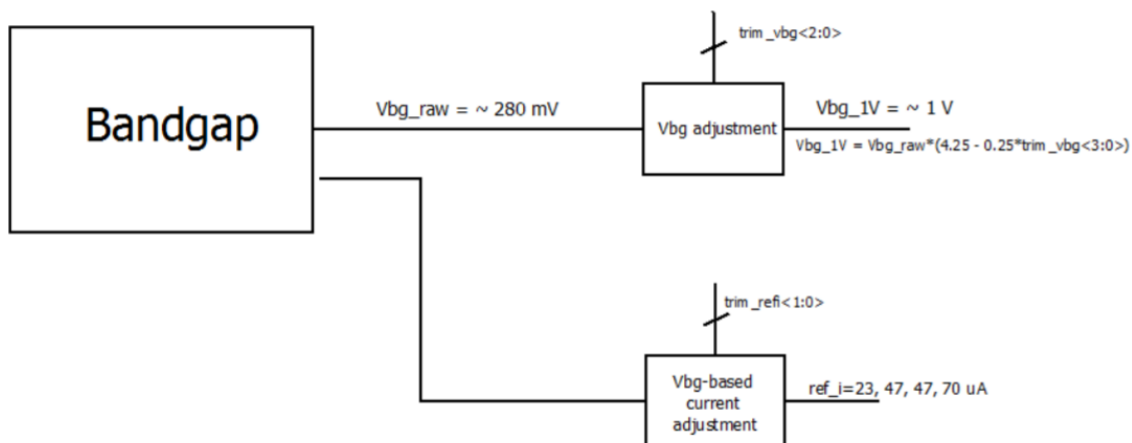 trim_vbg<2:0>
Bandgap
Vbg_raw = ~ 280 mV
Vbg adjustment
Vbg_1V = ~ 1 V
Vbg_1V = Vbg_raw*(4.25 - 0.25*trim_vbg<3:0>)
trim_refi<1:0>
Vbg-based
current
adjustment
ref_i=23, 47, 47, 70 uA